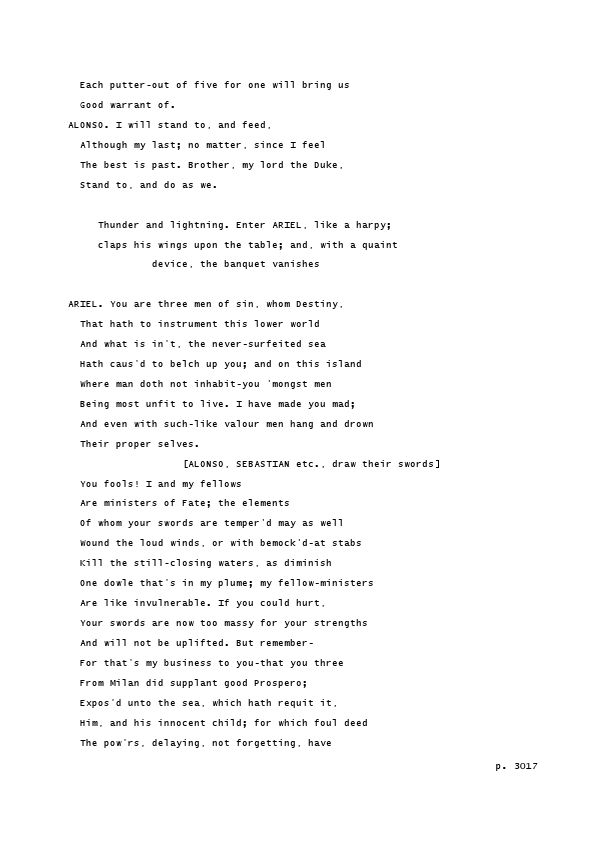 Each putter-out of five for one will bring us
Good warrant of.
ALONSO. I will stand to, and feed,
Although my last; no matter, since I feel
The best is past. Brother, my lord the Duke,
Stand to, and do as we.
Thunder and lightning. Enter ARIEL, like a harpy;
claps his wings upon the table; and, with a quaint
device, the banquet vanishes
ARIEL. You are three men of sin, whom Destiny,
That hath to instrument this lower world
And what is in't, the never-surfeited sea
Hath caus'd to belch up you; and on this island
Where man doth not inhabit-you 'mongst men
Being most unfit to live. I have made you mad;
And even with such-like valour men hang and drown
Their proper selves.
[ALONSO, SEBASTIAN etc., draw their swords]
You fools! I and my fellows
Are ministers of Fate; the elements
Of whom your swords are temper'd may as well
Wound the loud winds, or with bemock'd-at stabs
Kill the still-closing waters, as diminish
One dowle that's in my plume; my fellow-ministers
Are like invulnerable. If you could hurt,
Your swords are now too massy for your strengths
And will not be uplifted. But remember-
For that's my business to you-that you three
From Milan did supplant good Prospero;
Expos'd unto the sea, which hath requit it,
Him, and his innocent child; for which foul deed
The pow'rs, delaying, not forgetting, have
p. 3017